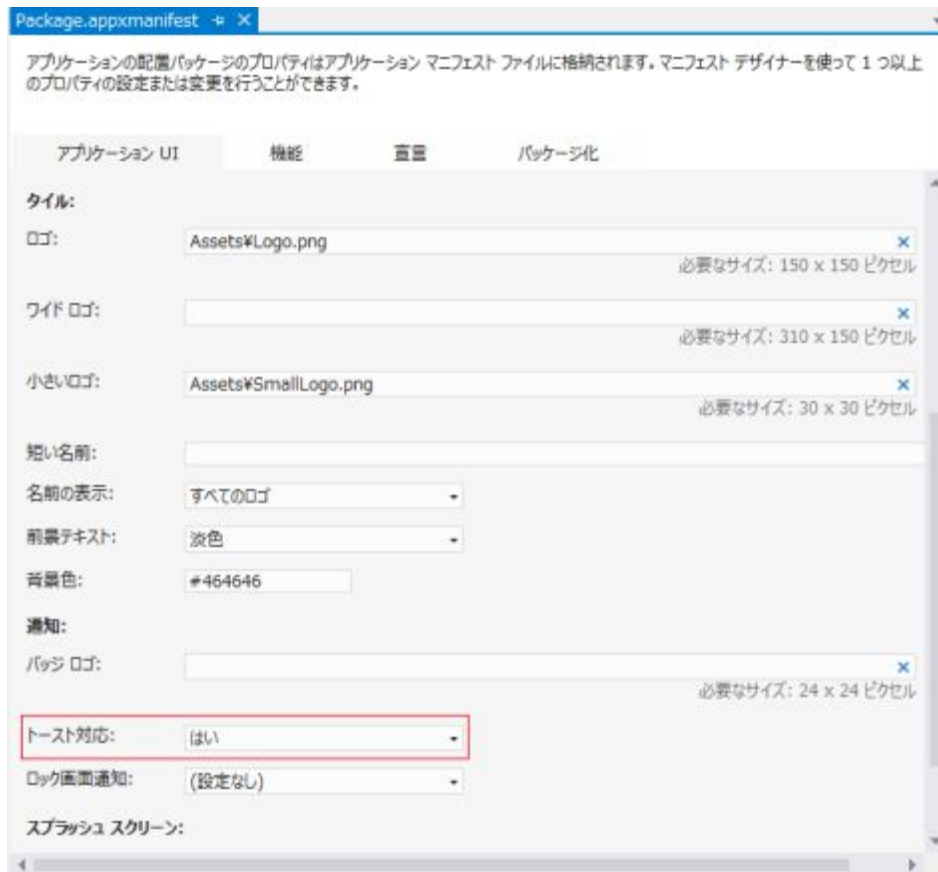 Package.appxmanifest
アプリケーションの配置パッケージのプロパティはアプリケーション マニフェスト ファイルに格納されます。マニフェスト デザイナーを使って 1 つ以上
のプロパティの設定または変更を行うことができます。
アプリケーション UI 機能 宣言 パッケージ化
タイル:
ロゴ: Assets¥Logo.png
必要なサイズ: 150 x 150 ピクセル
ワイド ロゴ:
必要なサイズ: 310 x 150 ピクセル
小さいロゴ: Assets¥SmallLogo.png
必要なサイズ: 30 x 30 ピクセル
短い名前:
名前の表示: すべてのロゴ
前景テキスト: 淡色
背景色: #464646
通知:
バッジ ロゴ:
必要なサイズ: 24 x 24 ピクセル
トースト対応: はい
ロック画面通知: (設定なし)
スプラッシュ スクリーン: